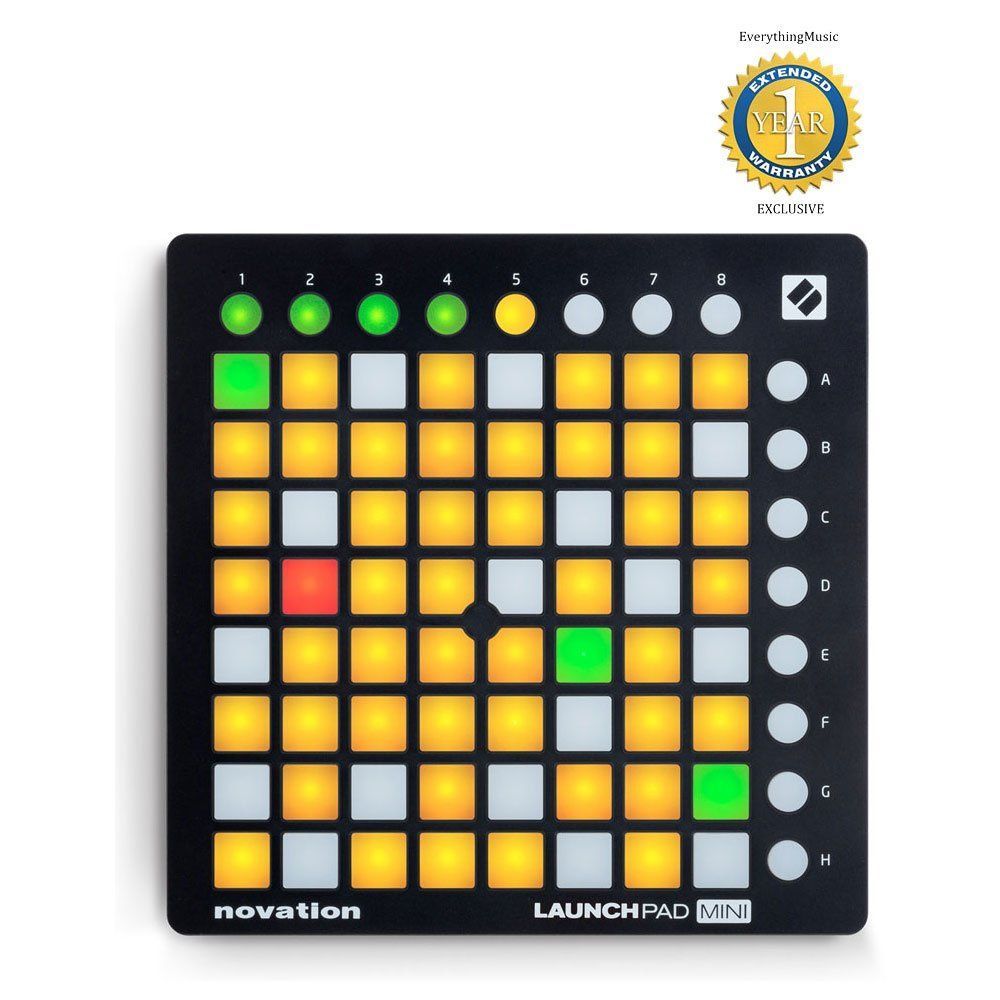 EverythingMusic
EXTENDED
1
YEAR
WARRANTY
EXCLUSIVE
1 2 3 4 5 6 7 8
A
B
C
D
E
F
G
H
novation LAUNCHPAD MINI